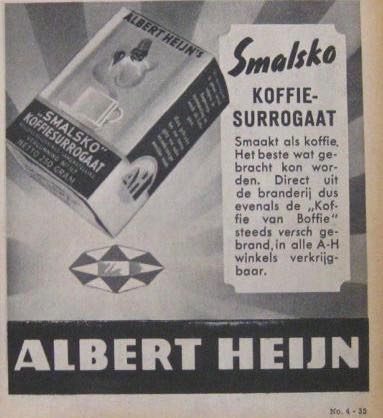 ALBERT HEIJN'S
„SMALSKO"
KOFFIESURROGAAT
NETTO 250 GRAM
AH
Smalsko
KOFFIE-
SURROGAAT
Smaakt als koffie.
Het beste wat ge-
bracht kon wor-
den. Direct uit
de branderij dus
evenals de „Kof-
fie van Boffie"
steeds versch ge-
brand, in alle A-H
winkels verkrijg-
baar.
ALBERT HEIJN
No. 4 - 35